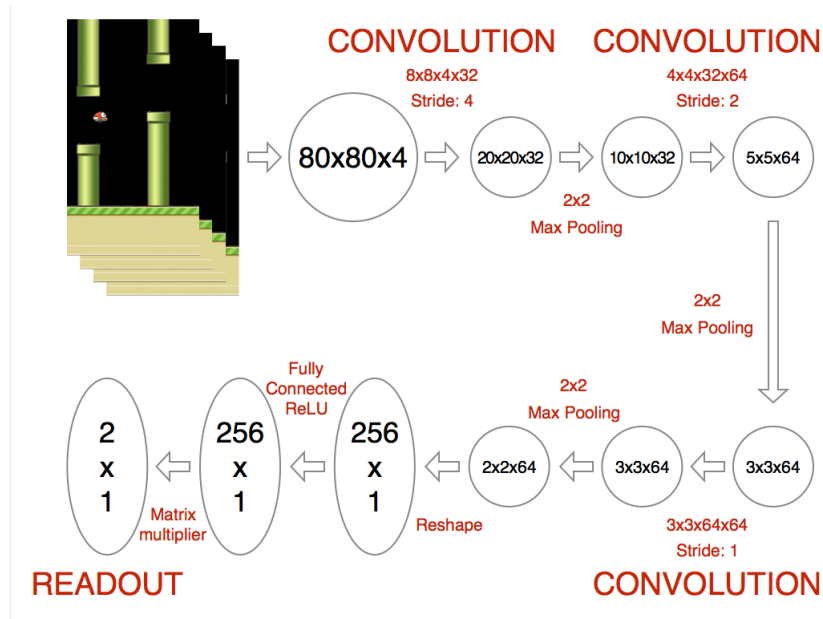 CONVOLUTION
8x8x4x32
Stride: 4
CONVOLUTION
4x4x32x64
Stride: 2
80x80x4
20x20x32
10x10x32
5x5x64
2x2
Max Pooling
2x2
Max Pooling
Fully
Connected
ReLU
2x2
Max Pooling
2
x
1
256
x
1
256
x
1
2x2x64
3x3x64
3x3x64
Matrix
multiplier
Reshape
3x3x64x64
Stride: 1
READOUT
CONVOLUTION